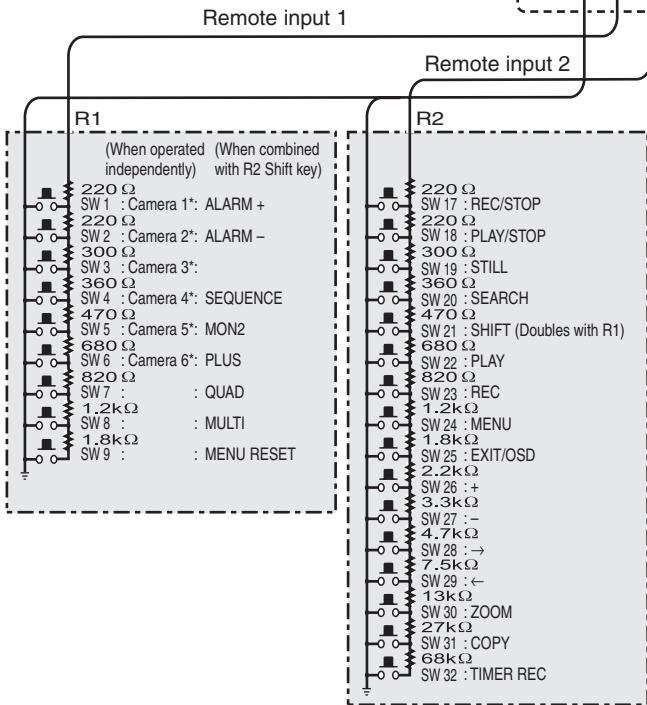 Remote input 1
Remote input 2
R1
(When operated independently)
(When combined with R2 Shift key)
220 Ω
SW 1 : Camera 1*: ALARM +
220 Ω
SW 2 : Camera 2*: ALARM –
300 Ω
SW 3 : Camera 3*:
360 Ω
SW 4 : Camera 4*: SEQUENCE
470 Ω
SW 5 : Camera 5*: MON2
680 Ω
SW 6 : Camera 6*: PLUS
820 Ω
SW 7 : : QUAD
1.2kΩ
SW 8 : : MULTI
1.8kΩ
SW 9 : : MENU RESET
R2
220 Ω
SW 17 : REC/STOP
220 Ω
SW 18 : PLAY/STOP
300 Ω
SW 19 : STILL
360 Ω
SW 20 : SEARCH
470 Ω
SW 21 : SHIFT (Doubles with R1)
680 Ω
SW 22 : PLAY
820 Ω
SW 23 : REC
1.2kΩ
SW 24 : MENU
1.8kΩ
SW 25 : EXIT/OSD
2.2kΩ
SW 26 : +
3.3kΩ
SW 27 : –
4.7kΩ
SW 28 : →
7.5kΩ
SW 29 : ←
13kΩ
SW 30 : ZOOM
27kΩ
SW 31 : COPY
68kΩ
SW 32 : TIMER REC